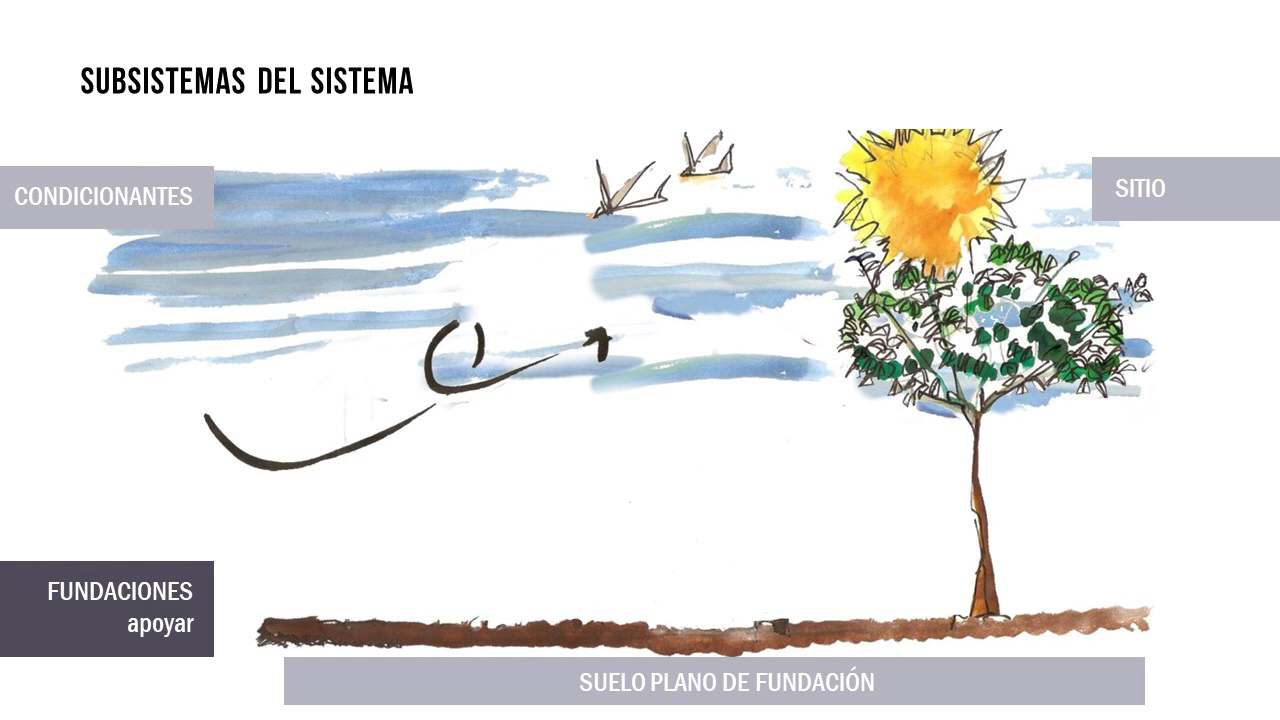 SUBSISTEMAS DEL SISTEMA
CONDICIONANTES
SITIO
FUNDACIONES
apoyar
SUELO PLANO DE FUNDACIÓN